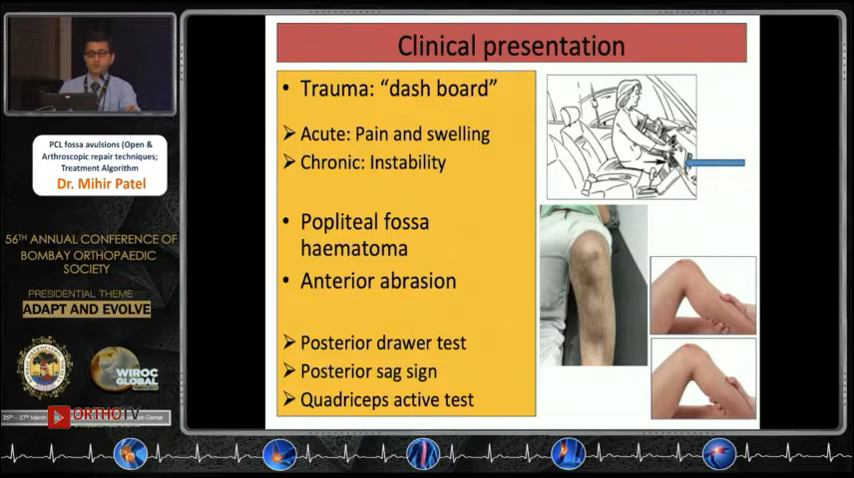 Clinical presentation
• Trauma: “dash board”
➢ Acute: Pain and swelling
➢ Chronic: Instability
• Popliteal fossa
haematoma
• Anterior abrasion
➢ Posterior drawer test
➢ Posterior sag sign
➢ Quadriceps active test
PCL fossa avulsions (Open &
Arthroscopic repair techniques;
Treatment Algorithm
Dr. Mihir Patel
56TH ANNUAL CONFERENCE OF
BOMBAY ORTHOPAEDIC
SOCIETY
PRESIDENTIAL THEME
ADAPT AND EVOLVE
WIROC
GLOBAL
ORTHOTV